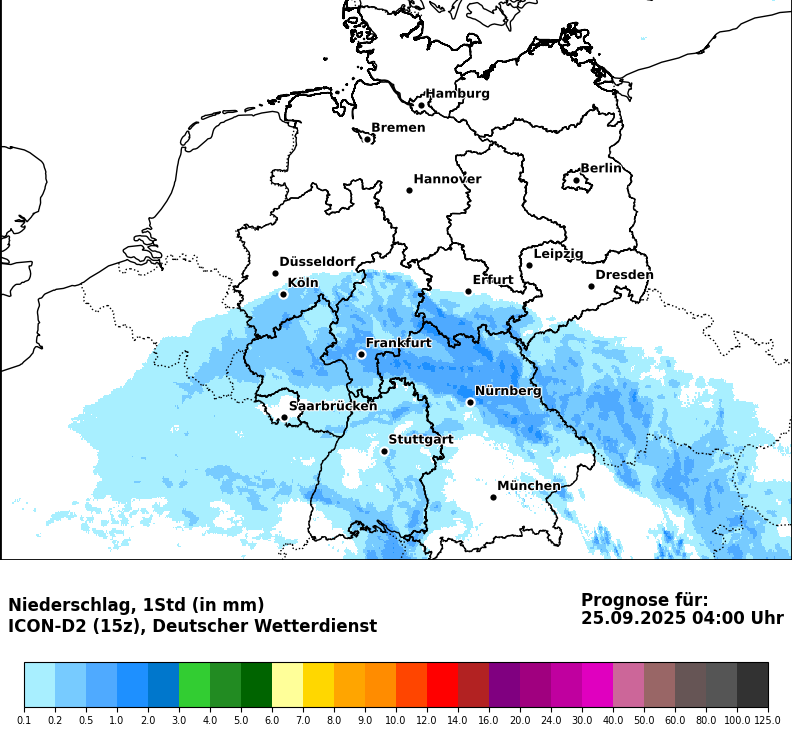 Hamburg
Bremen
Berlin
Hannover
Leipzig
Düsseldorf
Dresden
Köln
Erfurt
Frankfurt
Nürnberg
Saarbrücken
Stuttgart
München
Niederschlag, 1Std (in mm)
ICON-D2 (15z), Deutscher Wetterdienst
Prognose für:
25.09.2025 04:00 Uhr
0.1 0.2 0.5 1.0 2.0 3.0 4.0 5.0 6.0 7.0 8.0 9.0 10.0 12.0 14.0 16.0 20.0 24.0 30.0 40.0 50.0 60.0 80.0 100.0 125.0